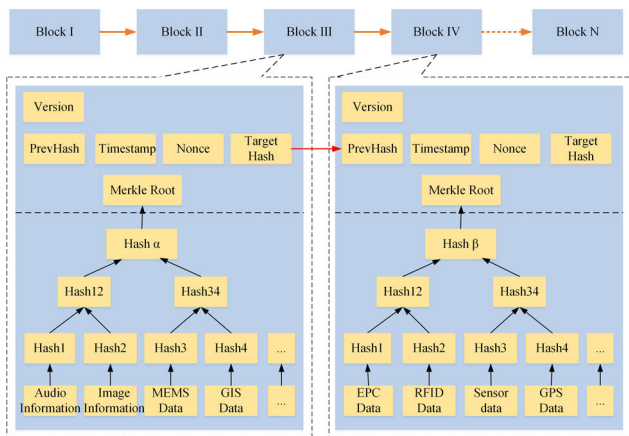 Block I
Block II
Block III
Block IV
Block N
Version
PrevHash
Timestamp
Nonce
Target
Hash
Merkle Root
Hash α
Hash12
Hash34
Hash1
Hash2
Hash3
Hash4
...
Audio
Information
Image
Information
MEMS
Data
GIS
Data
...
Version
PrevHash
Timestamp
Nonce
Target
Hash
Merkle Root
Hash β
Hash12
Hash34
Hash1
Hash2
Hash3
Hash4
...
EPC
Data
RFID
Data
Sensor
data
GPS
Data
...